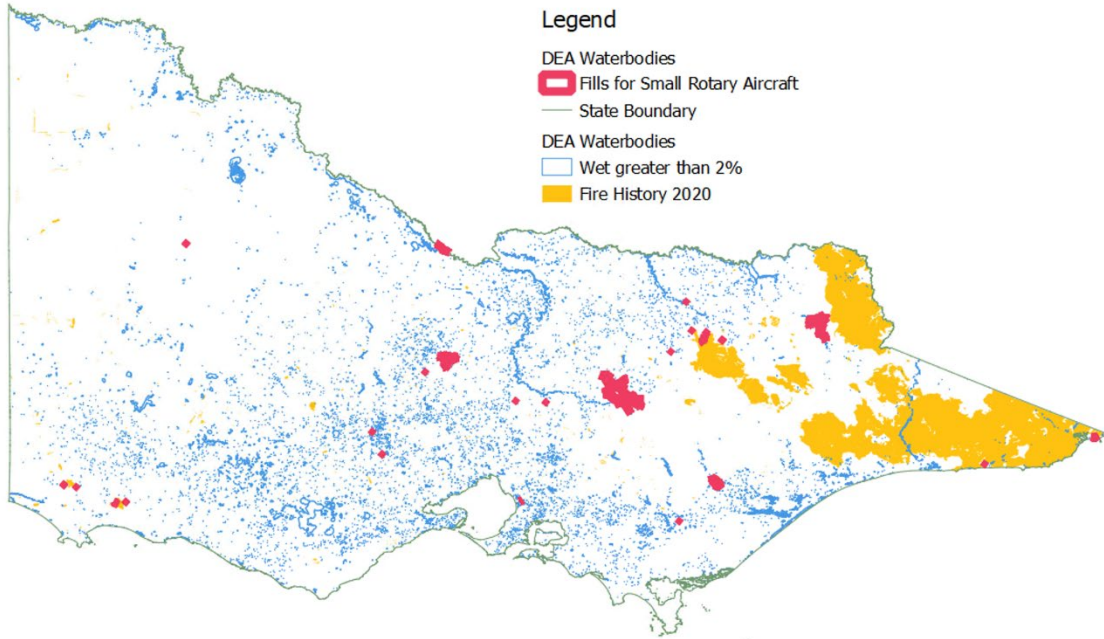 Legend
DEA Waterbodies
Fills for Small Rotary Aircraft
State Boundary
DEA Waterbodies
Wet greater than 2%
Fire History 2020